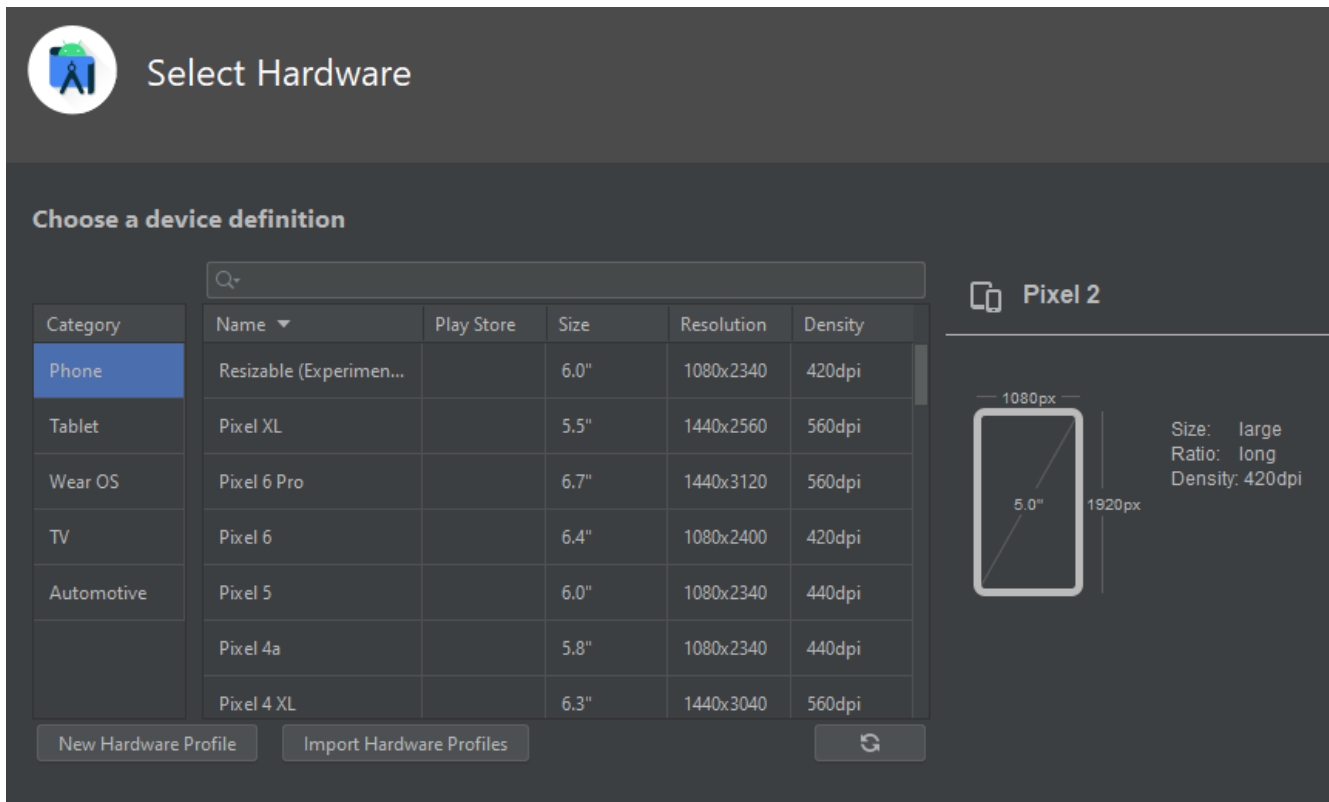 Select Hardware
Choose a device definition
Category
Phone
Tablet
Wear OS
TV
Automotive
Name Play Store Size Resolution Density
Resizable (Experimen... 6.0" 1080x2340 420dpi
Pixel XL 5.5" 1440x2560 560dpi
Pixel 6 Pro 6.7" 1440x3120 560dpi
Pixel 6 6.4" 1080x2400 420dpi
Pixel 5 6.0" 1080x2340 440dpi
Pixel 4a 5.8" 1080x2340 440dpi
Pixel 4 XL 6.3" 1440x3040 560dpi
New Hardware Profile Import Hardware Profiles
Pixel 2
1080px
5.0" 1920px
Size: large
Ratio: long
Density: 420dpi